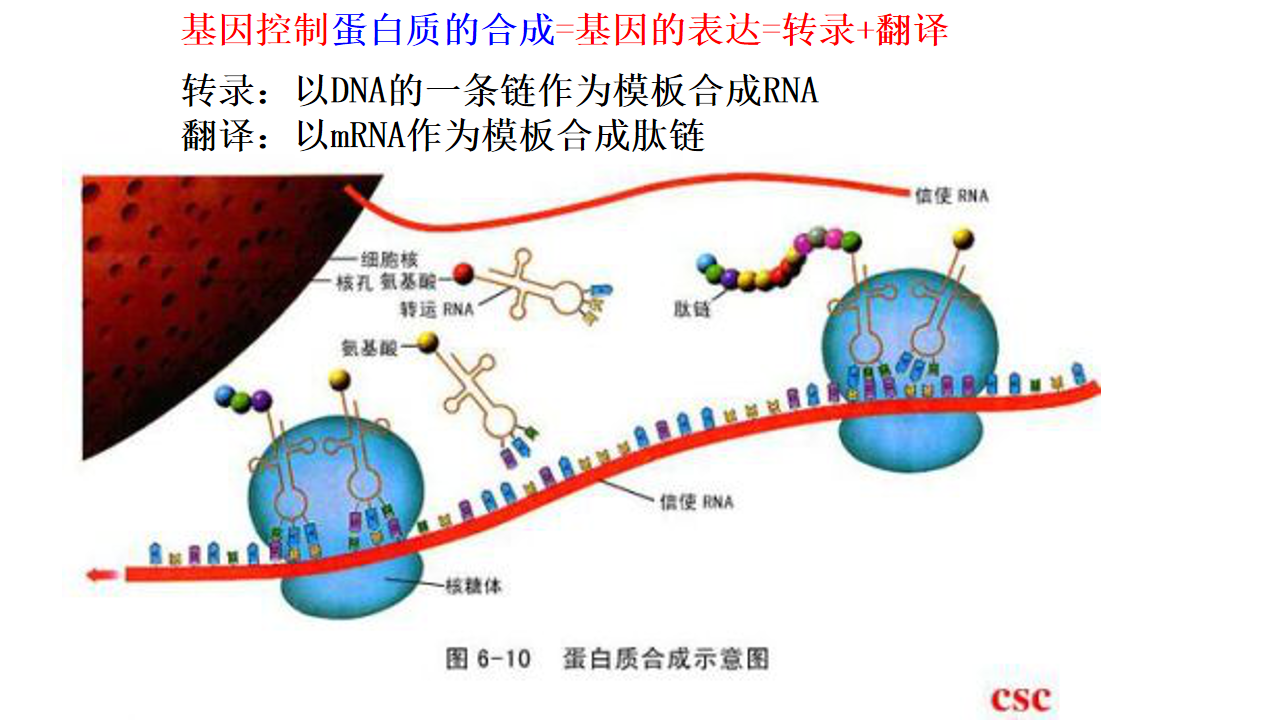 基因控制蛋白质的合成=基因的表达=转录+翻译
转录：以DNA的一条链作为模板合成RNA
翻译：以mRNA作为模板合成肽链
信使 RNA
细胞核
核孔 氨基酸
转运 RNA
肽链
氨基酸
信使 RNA
核糖体
图 6-10 蛋白质合成示意图
csc